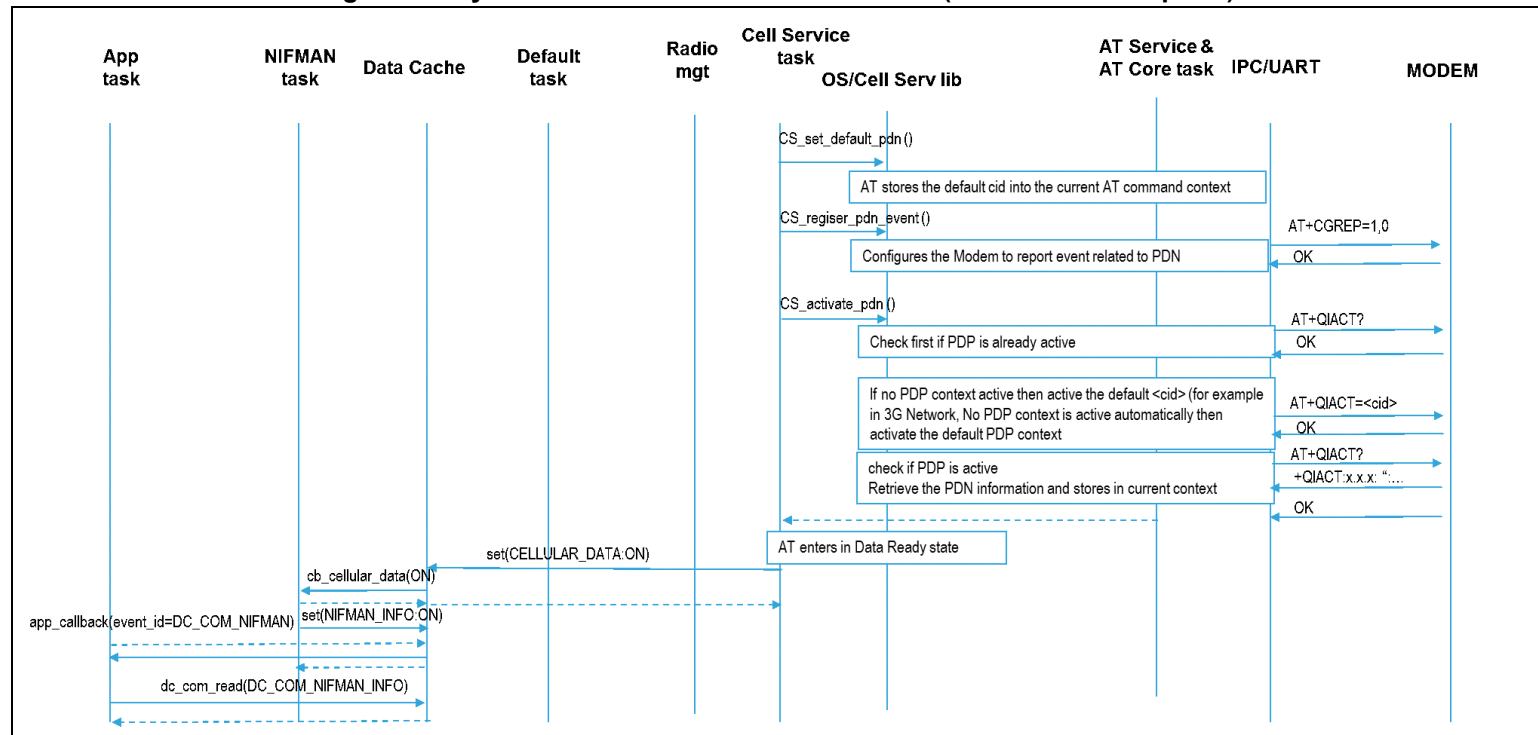 App
task
NIFMAN
task
Data Cache
Default
task
Radio
mgt
Cell Service
task
OS/Cell Serv lib
AT Service &
AT Core task
IPC/UART
MODEM
CS_set_default_pdn()
AT stores the default cid into the current AT command context
CS_regiser_pdn_event()
AT+CGREP=1,0
Configures the Modem to report event related to PDN
OK
CS_activate_pdn()
AT+QIACT?
Check first if PDP is already active
OK
If no PDP context active then active the default <cid> (for example
in 3G Network, No PDP context is active automatically then
activate the default PDP context
AT+QIACT=<cid>
OK
AT+QIACT?
check if PDP is active
Retrieve the PDN information and stores in current context
+QIACT:x.x.x: “:…
OK
AT enters in Data Ready state
set(CELLULAR_DATA:ON)
cb_cellular_data(ON)
set(NIFMAN_INFO:ON)
app_callback(event_id=DC_COM_NIFMAN)
dc_com_read(DC_COM_NIFMAN_INFO)